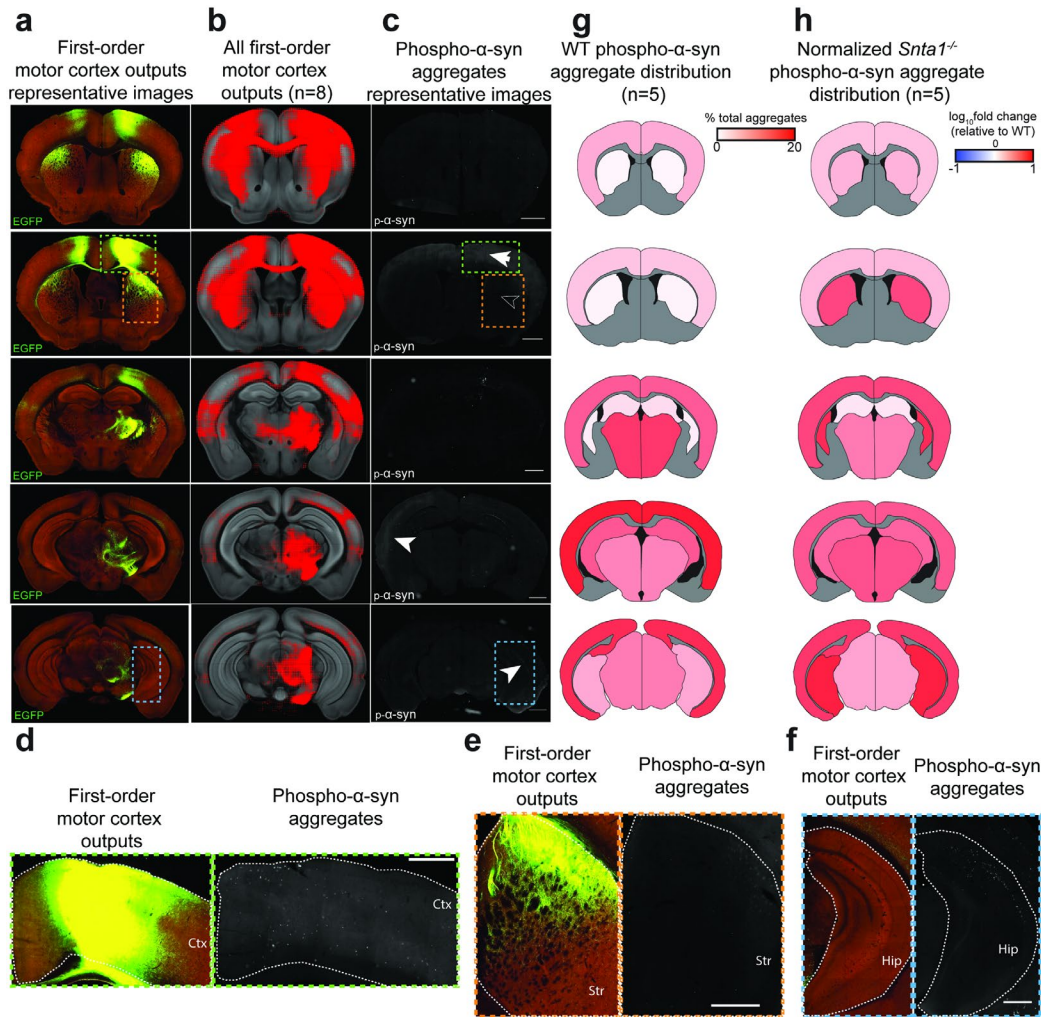 a
First-order
motor cortex outputs
representative images
b
All first-order
motor cortex
outputs (n=8)
c
Phospho-α-syn
aggregates
representative images
g
WT phospho-α-syn
aggregate distribution
(n=5)
% total aggregates
0 20
h
Normalized Snta1-/-
phospho-α-syn aggregate
distribution (n=5)
log10fold change
(relative to WT)
0
-1 1
EGFP
p-α-syn
EGFP
p-α-syn
EGFP
p-α-syn
EGFP
p-α-syn
EGFP
p-α-syn
d
First-order
motor cortex
outputs
Phospho-α-syn
aggregates
Ctx
Ctx
e
First-order
motor cortex
outputs
Phospho-α-syn
aggregates
Str
Str
f
First-order
motor cortex
outputs
Phospho-α-syn
aggregates
Hip
Hip